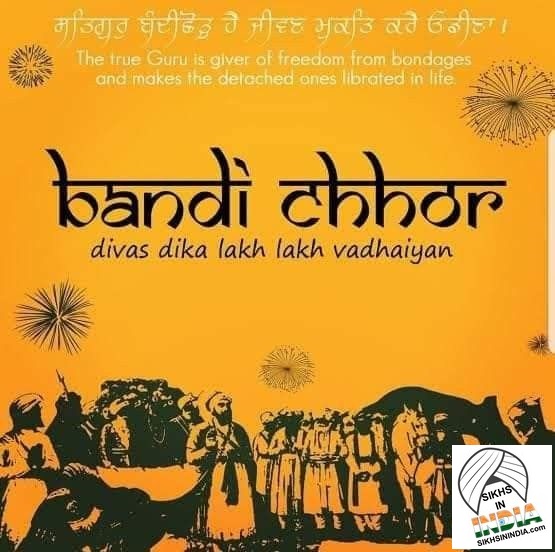 ਸਤਿਗੁਰ ਬੰਦੀਛੋੜੁ ਹੈ ਜੀਵਣ ਮੁਕਤਿ ਕਰੈ ਓਡੀਣਾ।
The true Guru is giver of freedom from bondages
and makes the detached ones librated in life.
bandi chhor
divas dika lakh lakh vadhaiyan
SIKHS
IN
INDIA
SIKHSININDIA.com